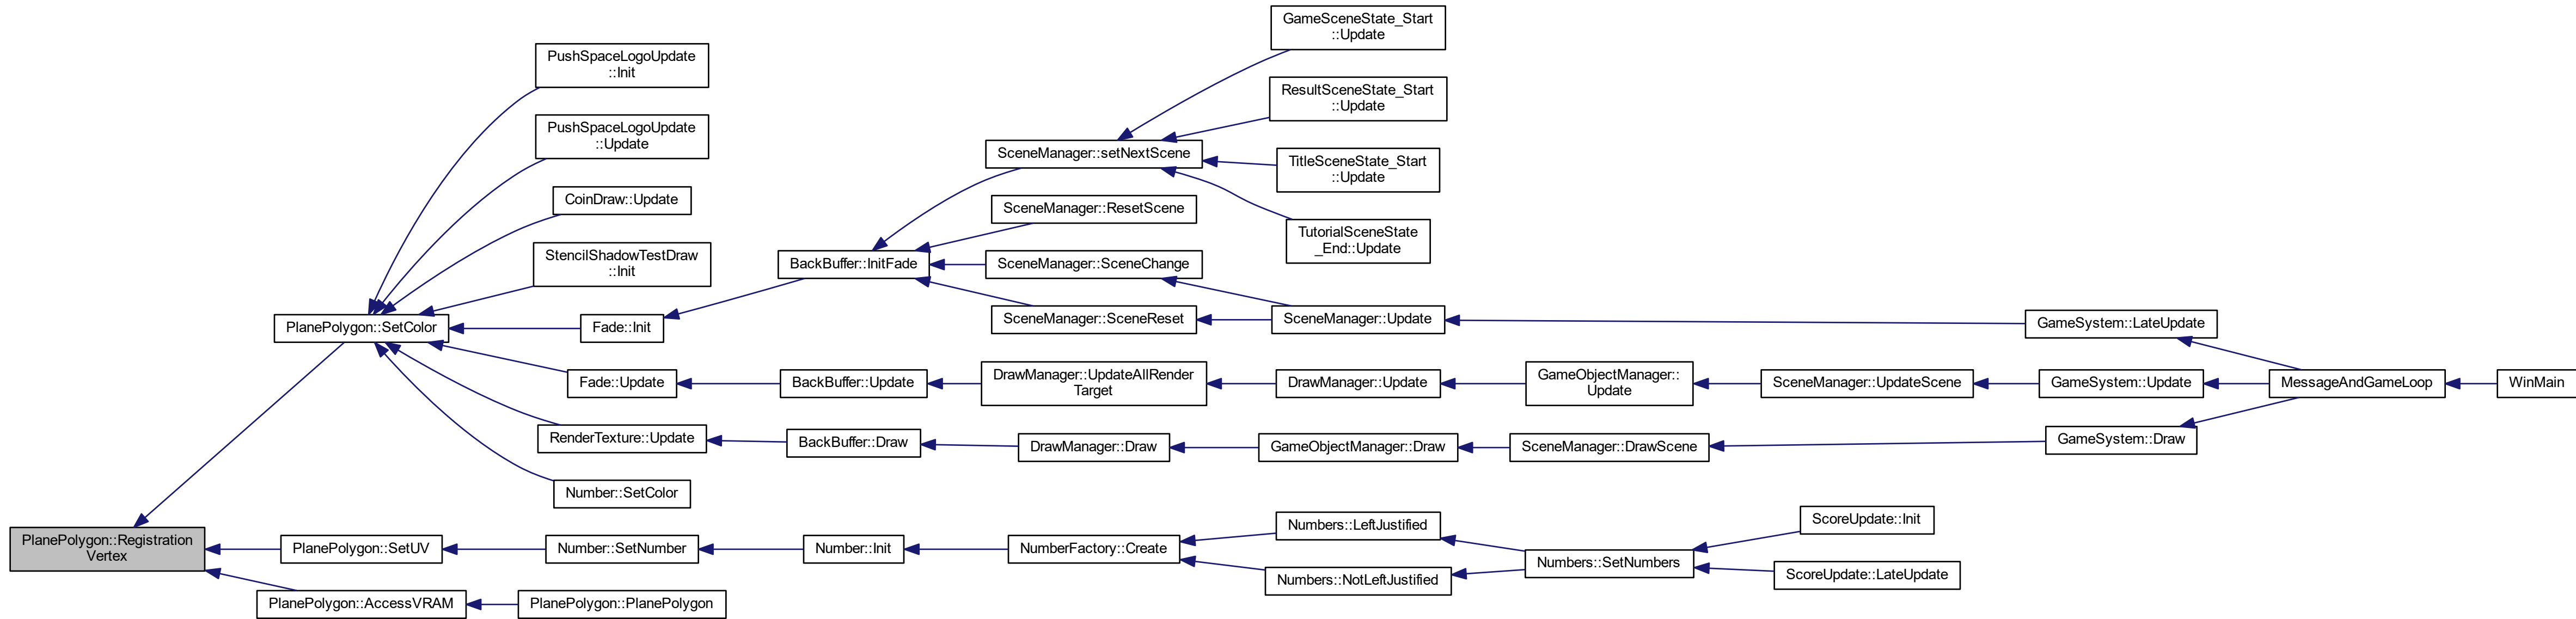 GameSceneState_Start
::Update
PushSpaceLogoUpdate
::Init
ResultSceneState_Start
::Update
PushSpaceLogoUpdate
::Update
SceneManager::setNextScene
TitleSceneState_Start
::Update
CoinDraw::Update
SceneManager::ResetScene
TutorialSceneState
_End::Update
StencilShadowTestDraw
::Init
BackBuffer::InitFade
SceneManager::SceneChange
PlanePolygon::SetColor
Fade::Init
SceneManager::SceneReset
SceneManager::Update
GameSystem::LateUpdate
Fade::Update
BackBuffer::Update
DrawManager::UpdateAllRender
Target
DrawManager::Update
GameObjectManager::
Update
SceneManager::UpdateScene
GameSystem::Update
MessageAndGameLoop
WinMain
RenderTexture::Update
BackBuffer::Draw
DrawManager::Draw
GameObjectManager::Draw
SceneManager::DrawScene
GameSystem::Draw
Number::SetColor
PlanePolygon::Registration
Vertex
PlanePolygon::SetUV
Number::SetNumber
Number::Init
NumberFactory::Create
Numbers::LeftJustified
Numbers::NotLeftJustified
Numbers::SetNumbers
ScoreUpdate::Init
ScoreUpdate::LateUpdate
PlanePolygon::AccessVRAM
PlanePolygon::PlanePolygon